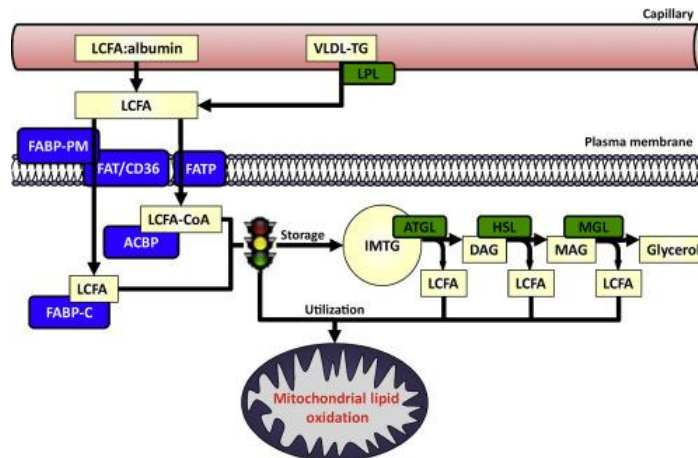 Capillary
LCFA:albumin
VLDL-TG
LPL
LCFA
FABP-PM
Plasma membrane
FAT/CD36
FATP
LCFA-CoA
ACBP
Storage
IMTG
ATGL
HSL
MGL
DAG
MAG
Glycerol
LCFA
FABP-C
LCFA
LCFA
LCFA
Utilization
Mitochondrial lipid
oxidation